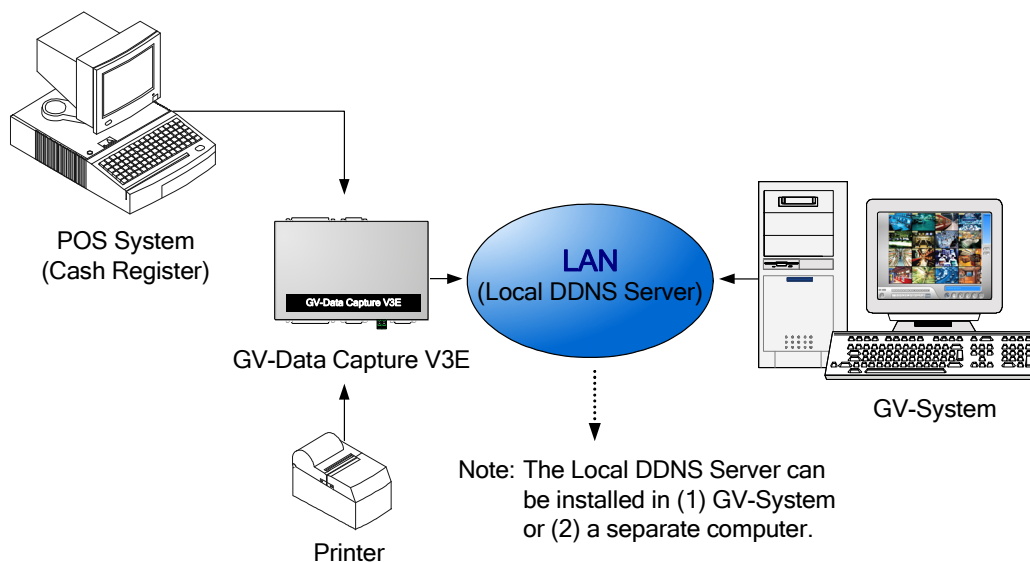 POS System
(Cash Register)
GV-Data Capture V3E
GV-Data Capture V3E
LAN
(Local DDNS Server)
GV-System
Printer
Note: The Local DDNS Server can
be installed in (1) GV-System
or (2) a separate computer.